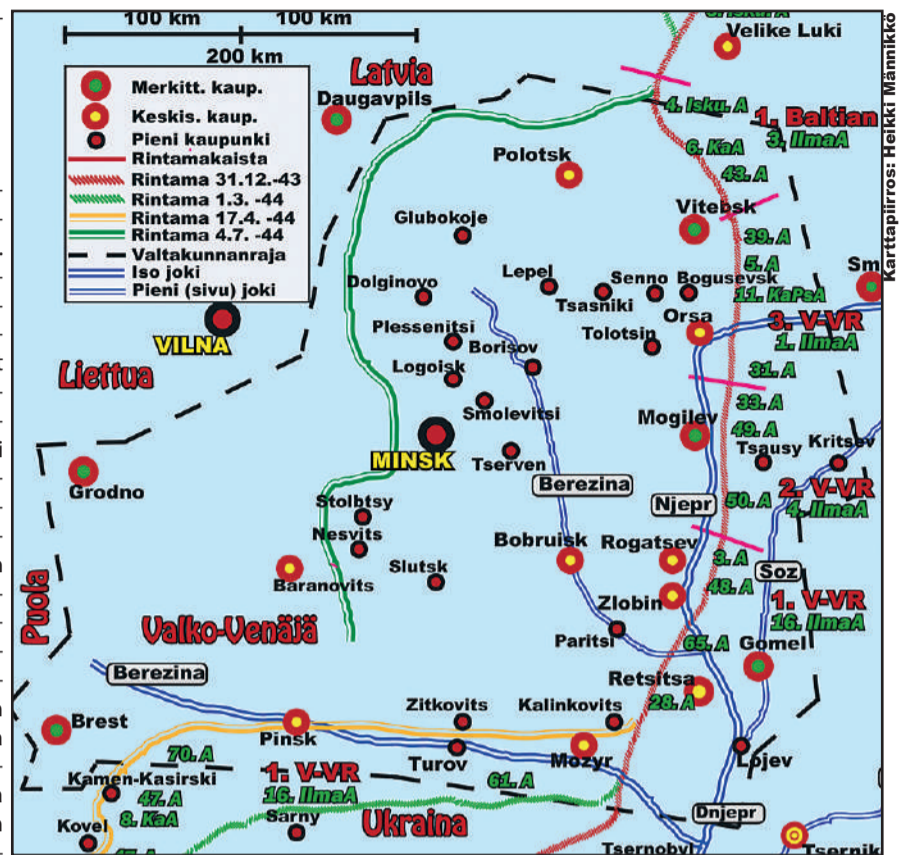 100 km
100 km
200 km
Merkitt. kaup.
Keskis. kaup.
Pieni kaupunki
Rintamakaista
Rintama 31.12.-43
Rintama 1.3. -44
Rintama 17.4. -44
Rintama 4.7. -44
Valtakunnanraja
Iso joki
Pieni (sivu) joki
Karttapiirros: Heikki Männikkö
Velike Luki
Latvia
Daugavpils
4. Isku. A
1. Baltian
3. IlmaA
6. KaA
Polotsk
43. A
Vitebsk
Glubokoje
39. A
5. A
Sm
Lepel
Senno
Bogusevsk
Dolginovo
Tsasniki
11. KaPsA
Orsa
3. V-VR
Plessenitsi
Tolotsin
1. IlmaA
VILNA
Borisov
Logoisk
31. A
Liettua
Smolevitsi
33. A
Mogilev
49. A
Tsausy
Kritsev
MINSK
Tserven
Berezina
2. V-VR
4. IlmaA
Grodno
Stolbtsy
Njepr
50. A
Nesvits
Bobruisk
Rogatsev
3. A
Slutsk
Soz
Baranovits
48. A
Zlobin
1. V-VR
16. IlmaA
Puola
Valko-Venäjä
Paritsi
65. A
Gomel
Berezina
Retsitsa
28. A
Zitkovits
Kalinkovits
Brest
Pinsk
Turov
Mozyr
Lojev
70. A
1. V-VR
16. IlmaA
61. A
Kamen-Kasirski
47. A
8. KaA
Sarny
Ukraina
Dnjepr
Kovel
Tsernobyl
Tsernik